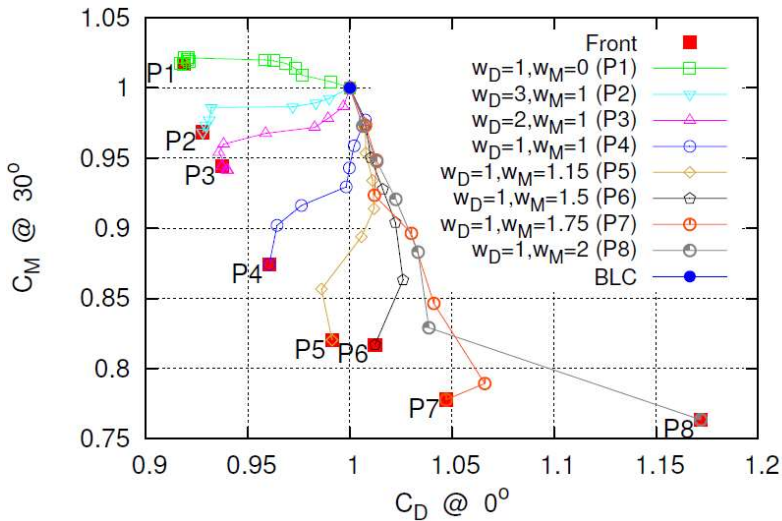 1.05
Front
P1
w_D=1,w_M=0 (P1)
1
w_D=3,w_M=1 (P2)
w_D=2,w_M=1 (P3)
P2
w_D=1,w_M=1 (P4)
0.95
P3
w_D=1,w_M=1.15 (P5)
w_D=1,w_M=1.5 (P6)
C_M @ 30°
0.9
w_D=1,w_M=1.75 (P7)
w_D=1,w_M=2 (P8)
P4
BLC
0.85
P5 P6
0.8
P7
P8
0.75
0.9 0.95 1 1.05 1.1 1.15 1.2
C_D @ 0°